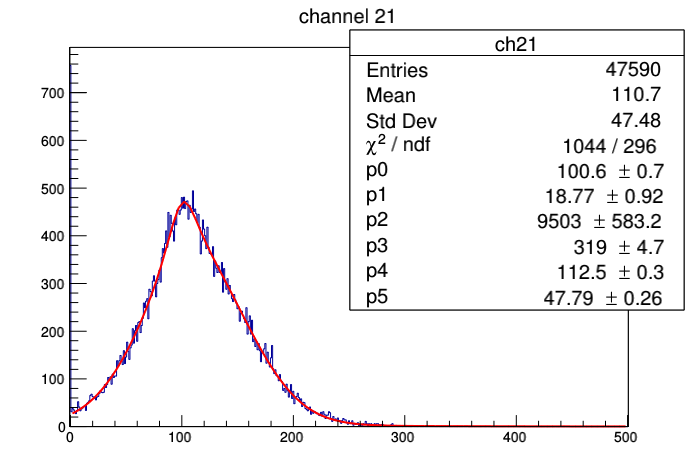 channel 21
ch21
Entries 47590
Mean 110.7
Std Dev 47.48
χ² / ndf 1044 / 296
p0 100.6 ± 0.7
p1 18.77 ± 0.92
p2 9503 ± 583.2
p3 319 ± 4.7
p4 112.5 ± 0.3
p5 47.79 ± 0.26
700
600
500
400
300
200
100
0
0 100 200 300 400 500